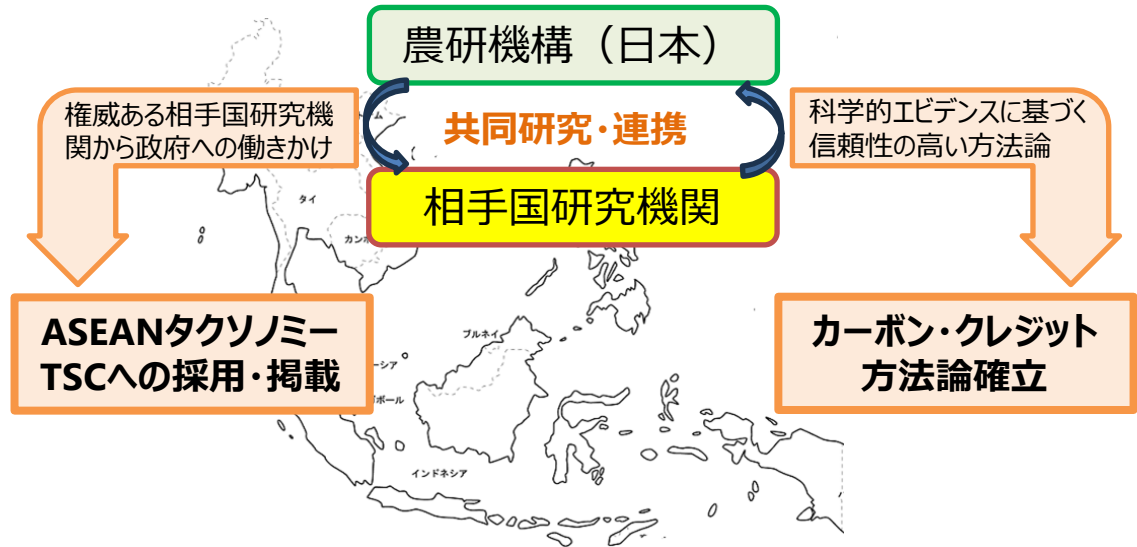 農研機構（日本）
権威ある相手国研究機
関から政府への働きかけ
共同研究・連携
科学的エビデンスに基づく
信頼性の高い方法論
相手国研究機関
タイ
ブルネイ
インドネシア
ASEANタクソノミー
TSCへの採用・掲載
カーボン・クレジット
方法論確立